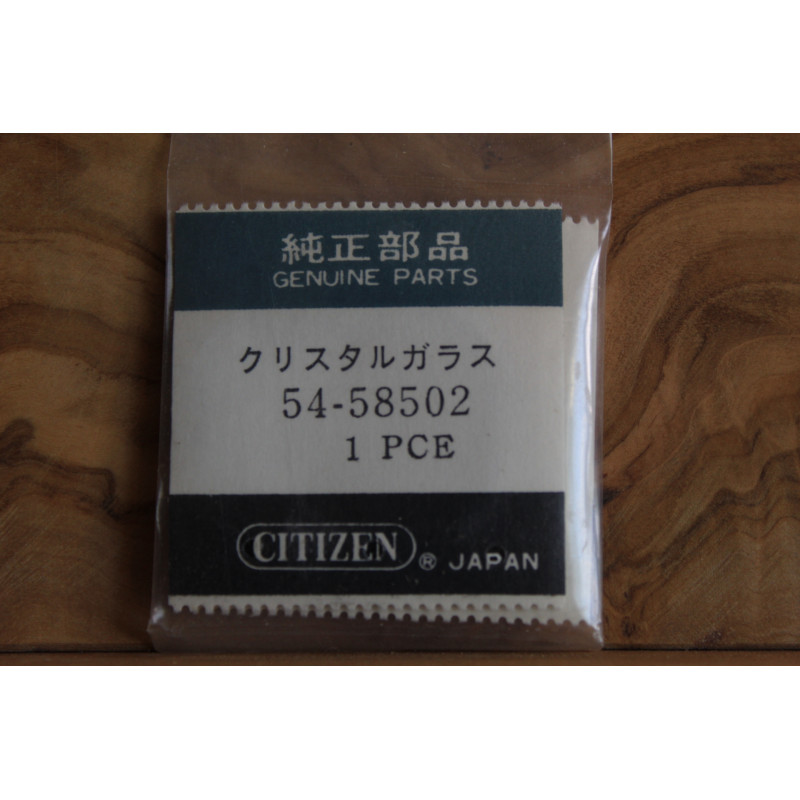 純正部品
GENUINE PARTS
クリスタルガラス
54-58502
1 PCE
CITIZEN ® JAPAN